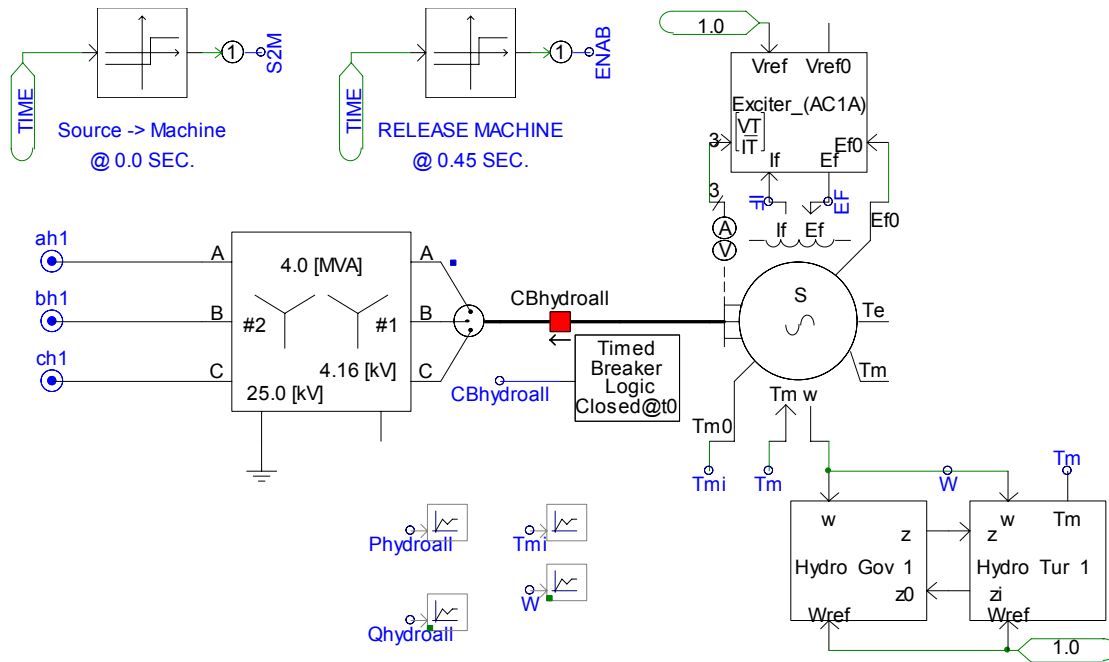 1.0
TIME
1
S2M
TIME
1
ENAB
Source -> Machine
@ 0.0 SEC.
RELEASE MACHINE
@ 0.45 SEC.
Vref
Vref0
Exciter_(AC1A)
3
VT
IT
Ef0
If
Ef
3
IF
EF
If
Ef
Ef0
A
V
ah1
bh1
ch1
A
B
C
4.0 [MVA]
#2
#1
4.16 [kV]
25.0 [kV]
A
B
C
CBhydroall
CBhydroall
Timed
Breaker
Logic
Closed@t0
S
Te
Tm
Tm w
Tm0
Tmi
Tm
W
Tm
w
z
Hydro Gov 1
z0
Wref
w
Tm
z
Hydro Tur 1
zi
Wref
1.0
Phydroall
Tmi
Qhydroall
W